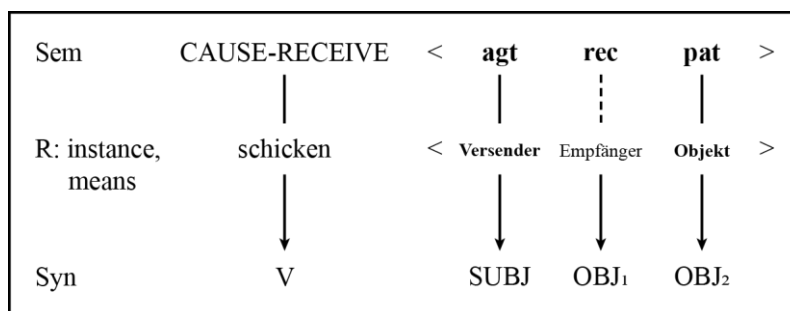 Sem CAUSE-RECEIVE < agt rec pat >
R: instance, schicken < Versender Empfänger Objekt >
means
Syn V SUBJ OBJ₁ OBJ₂